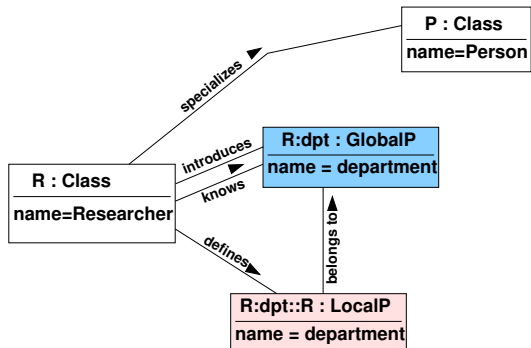 P : Class
name=Person
specializes
R:dpt : GlobalP
name = department
introduces
knows
R : Class
name=Researcher
defines
belongs to
R:dpt::R : LocalP
name = department